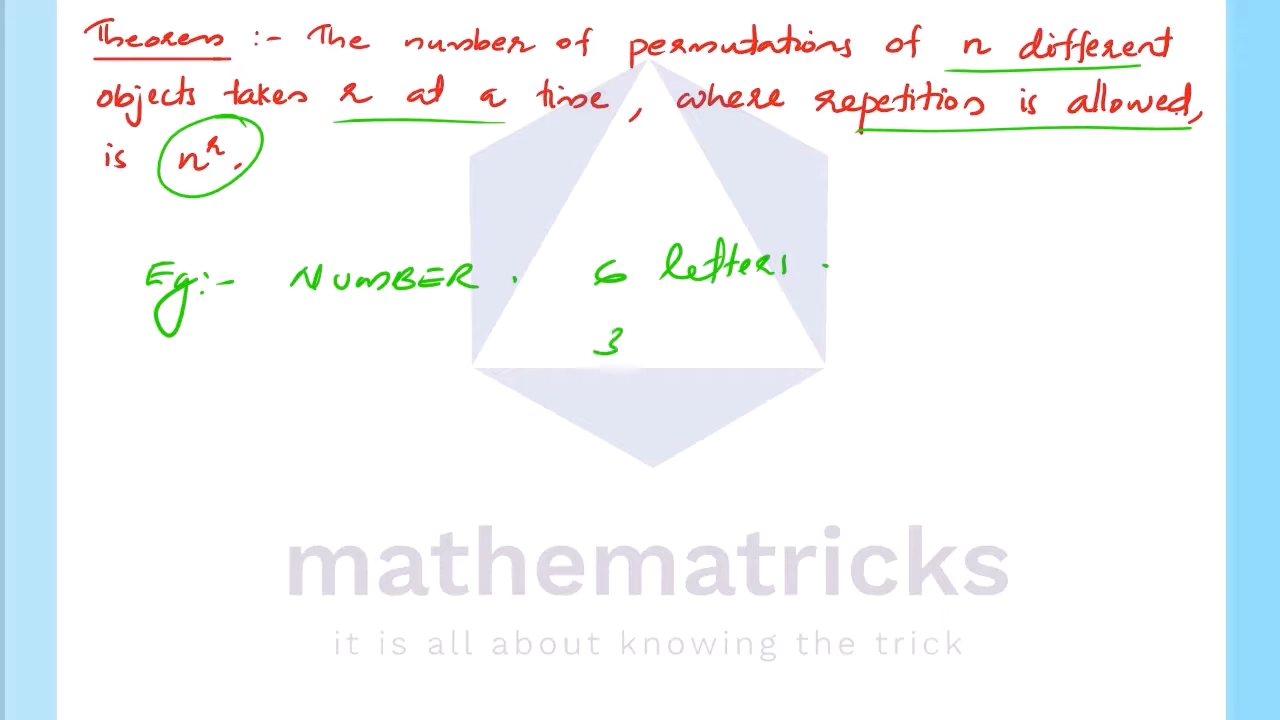 Theorem :- The number of permutations of n different
objects taken r at a time, where repetition is allowed,
is n^r.
Eg:- NUMBER. 6 letters.
3
mathematricks
it is all about knowing the trick